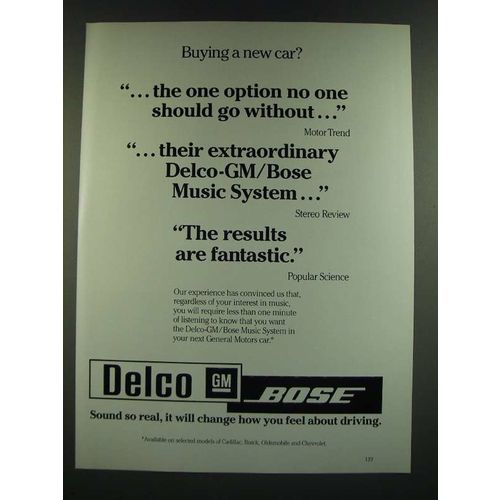 Buying a new car?
“...the one option no one
should go without...”
Motor Trend
“...their extraordinary
Delco-GM/Bose
Music System...”
Stereo Review
“The results
are fantastic.”
Popular Science
Our experience has convinced us that,
regardless of your interest in music,
you will require less than one minute
of listening to know that you want
the Delco-GM/Bose Music System in
your next General Motors car.*
Delco GM BOSE
Sound so real, it will change how you feel about driving.
*Available on selected models of Cadillac, Buick, Oldsmobile and Chevrolet.
137